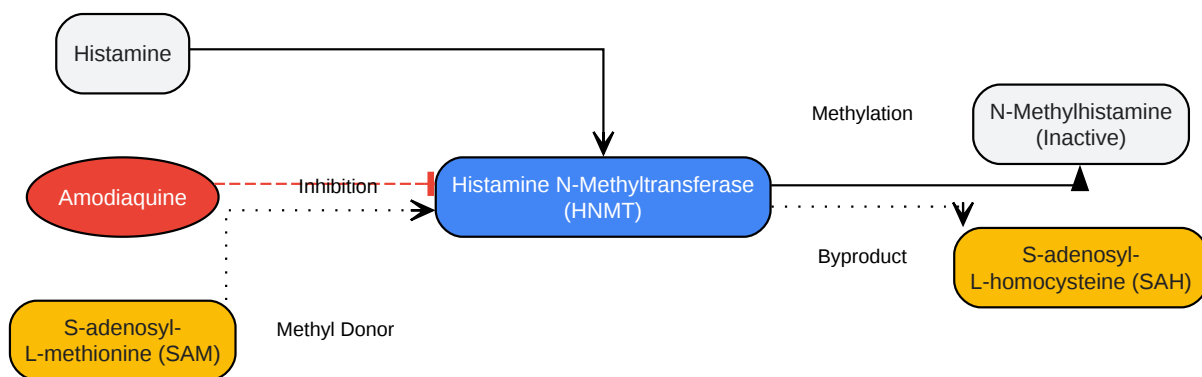 Histamine
Methylation
N-Methylhistamine
(Inactive)
Amodiaquine
Inhibition
Histamine N-Methyltransferase
(HNMT)
Byproduct
S-adenosyl-
L-homocysteine (SAH)
S-adenosyl-
L-methionine (SAM)
Methyl Donor